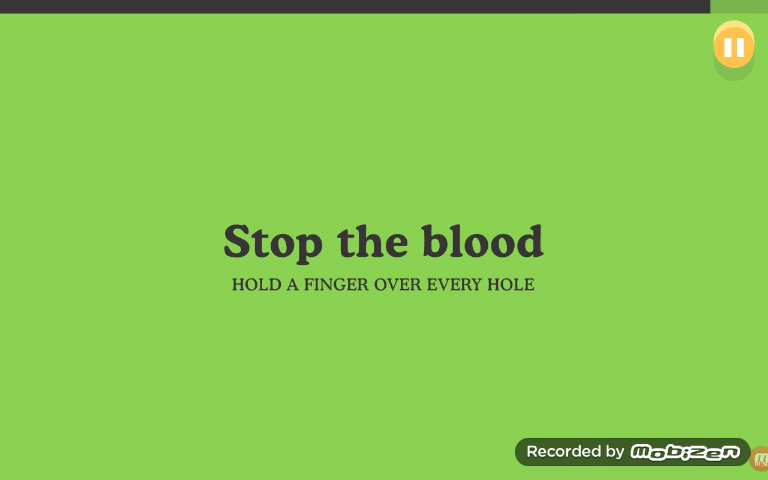 Stop the blood
HOLD A FINGER OVER EVERY HOLE
Recorded by mobizen